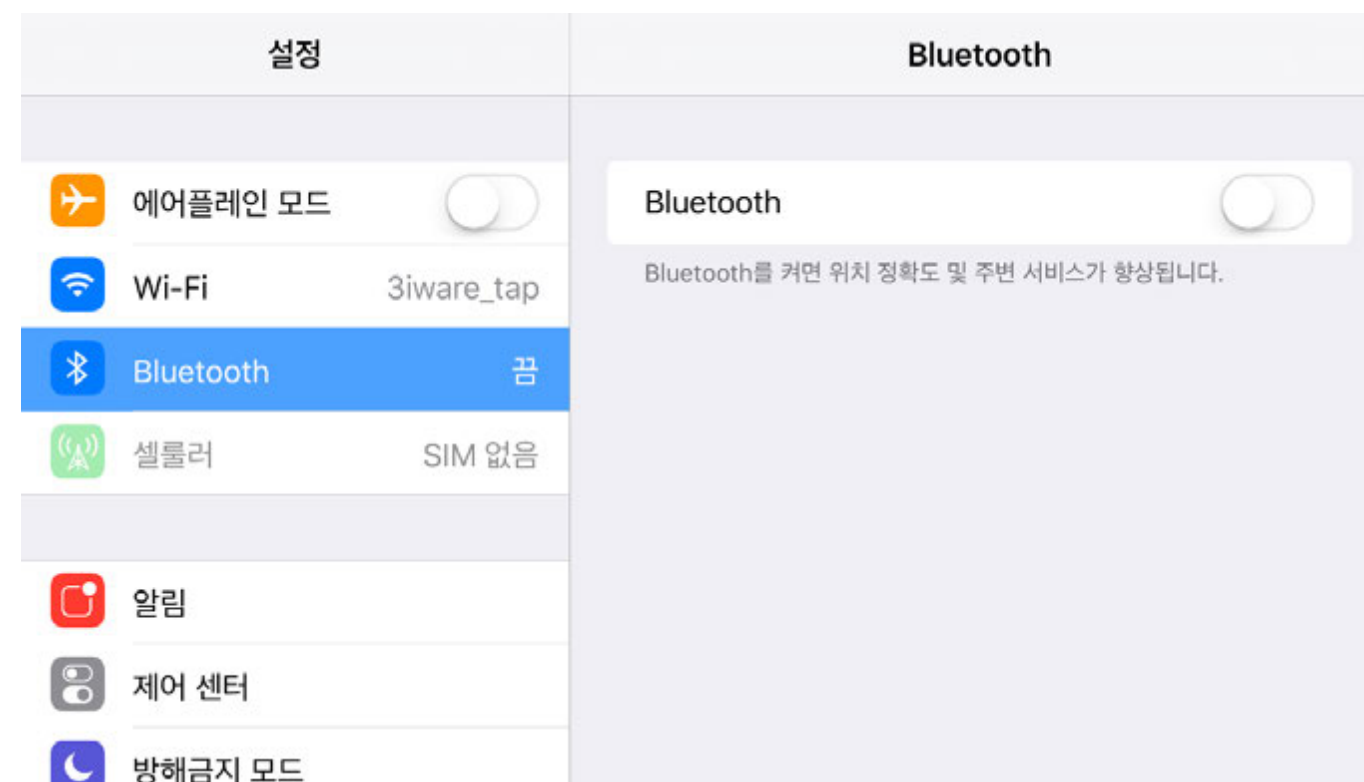 설정
에어플레인 모드
Wi-Fi 3iware_tap
Bluetooth 끔
셀룰러 SIM 없음
알림
제어 센터
방해금지 모드
Bluetooth
Bluetooth
Bluetooth를 켜면 위치 정확도 및 주변 서비스가 향상됩니다.